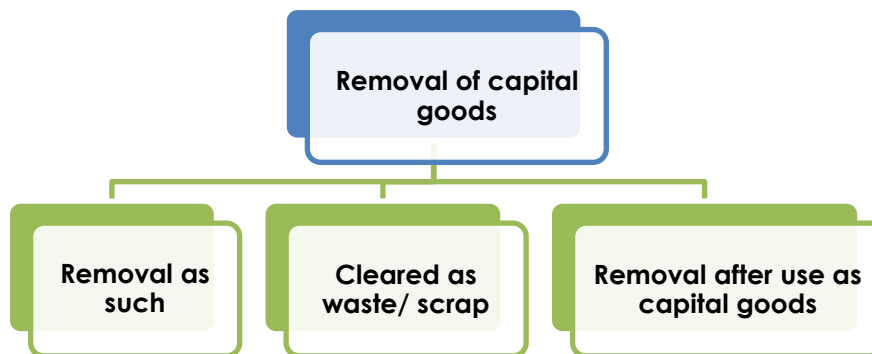 Removal of capital
goods
Removal as
such
Cleared as
waste/ scrap
Removal after use as
capital goods